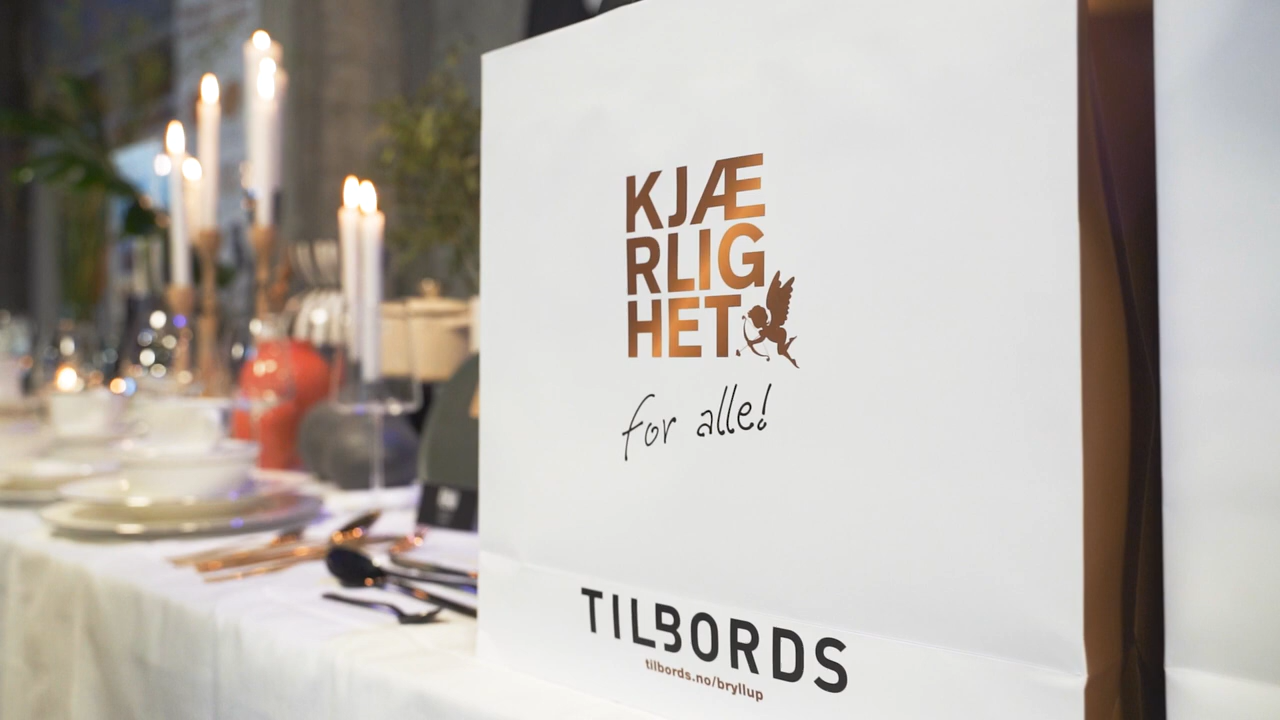 KJÆ
RLIG
HET
for alle!
TILBORDS
tilbords.no/bryllup